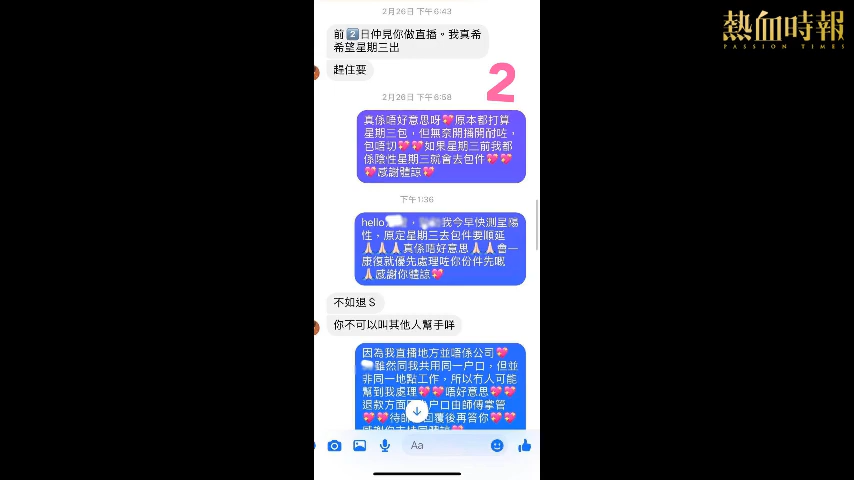 熱血時報
PASSION TIMES
2月26日 下午6:43
前2️⃣日仲見你做直播。我真希
希望星期三出
趕住要
2
2月26日 下午6:58
真係唔好意思呀💖原本都打算
星期三包，但無奈開播開耐咗，
包唔切💖💖如果星期三前我都
係陰性星期三就會去包件💖💖
💖感謝體諒💖
下午1:36
hello
，
我今早快測呈陽
性，原定星期三去包件要順延
🙏🏻🙏🏻🙏🏻真係唔好意思🙏🏻🙏🏻會一
康復就優先處理咗你份件先嘅
🙏🏻感謝你體諒💖
不如退 S
你不可以叫其他人幫手咩
因為我直播地方並唔係公司💖
雖然同我共用同一户口，但並
非同一地點工作，所以冇人可能
幫到我處理💖💖唔好意思💖💖
退款方面
户口由師傅掌管
💖💖待師
回覆後再答你💖💖
Aa